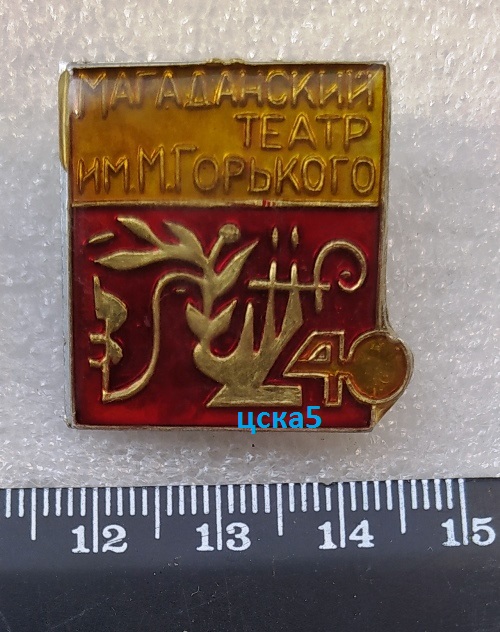 МАГАДАНСКИЙ
ТЕАТР
ИМ.М.ГОРЬКОГО
40
цска5
12 13 14 15